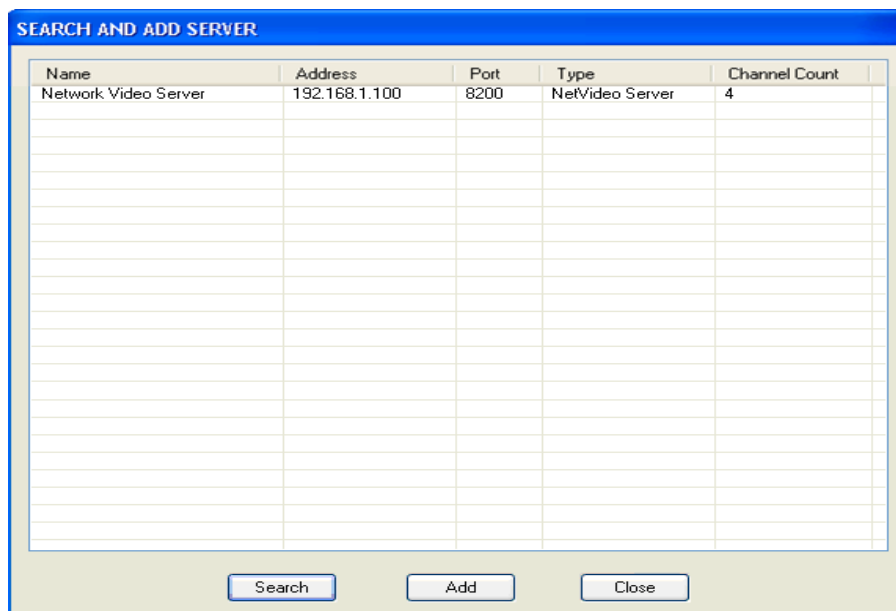 SEARCH AND ADD SERVER
Name Address Port Type Channel Count
Network Video Server 192.168.1.100 8200 NetVideo Server 4
Search Add Close